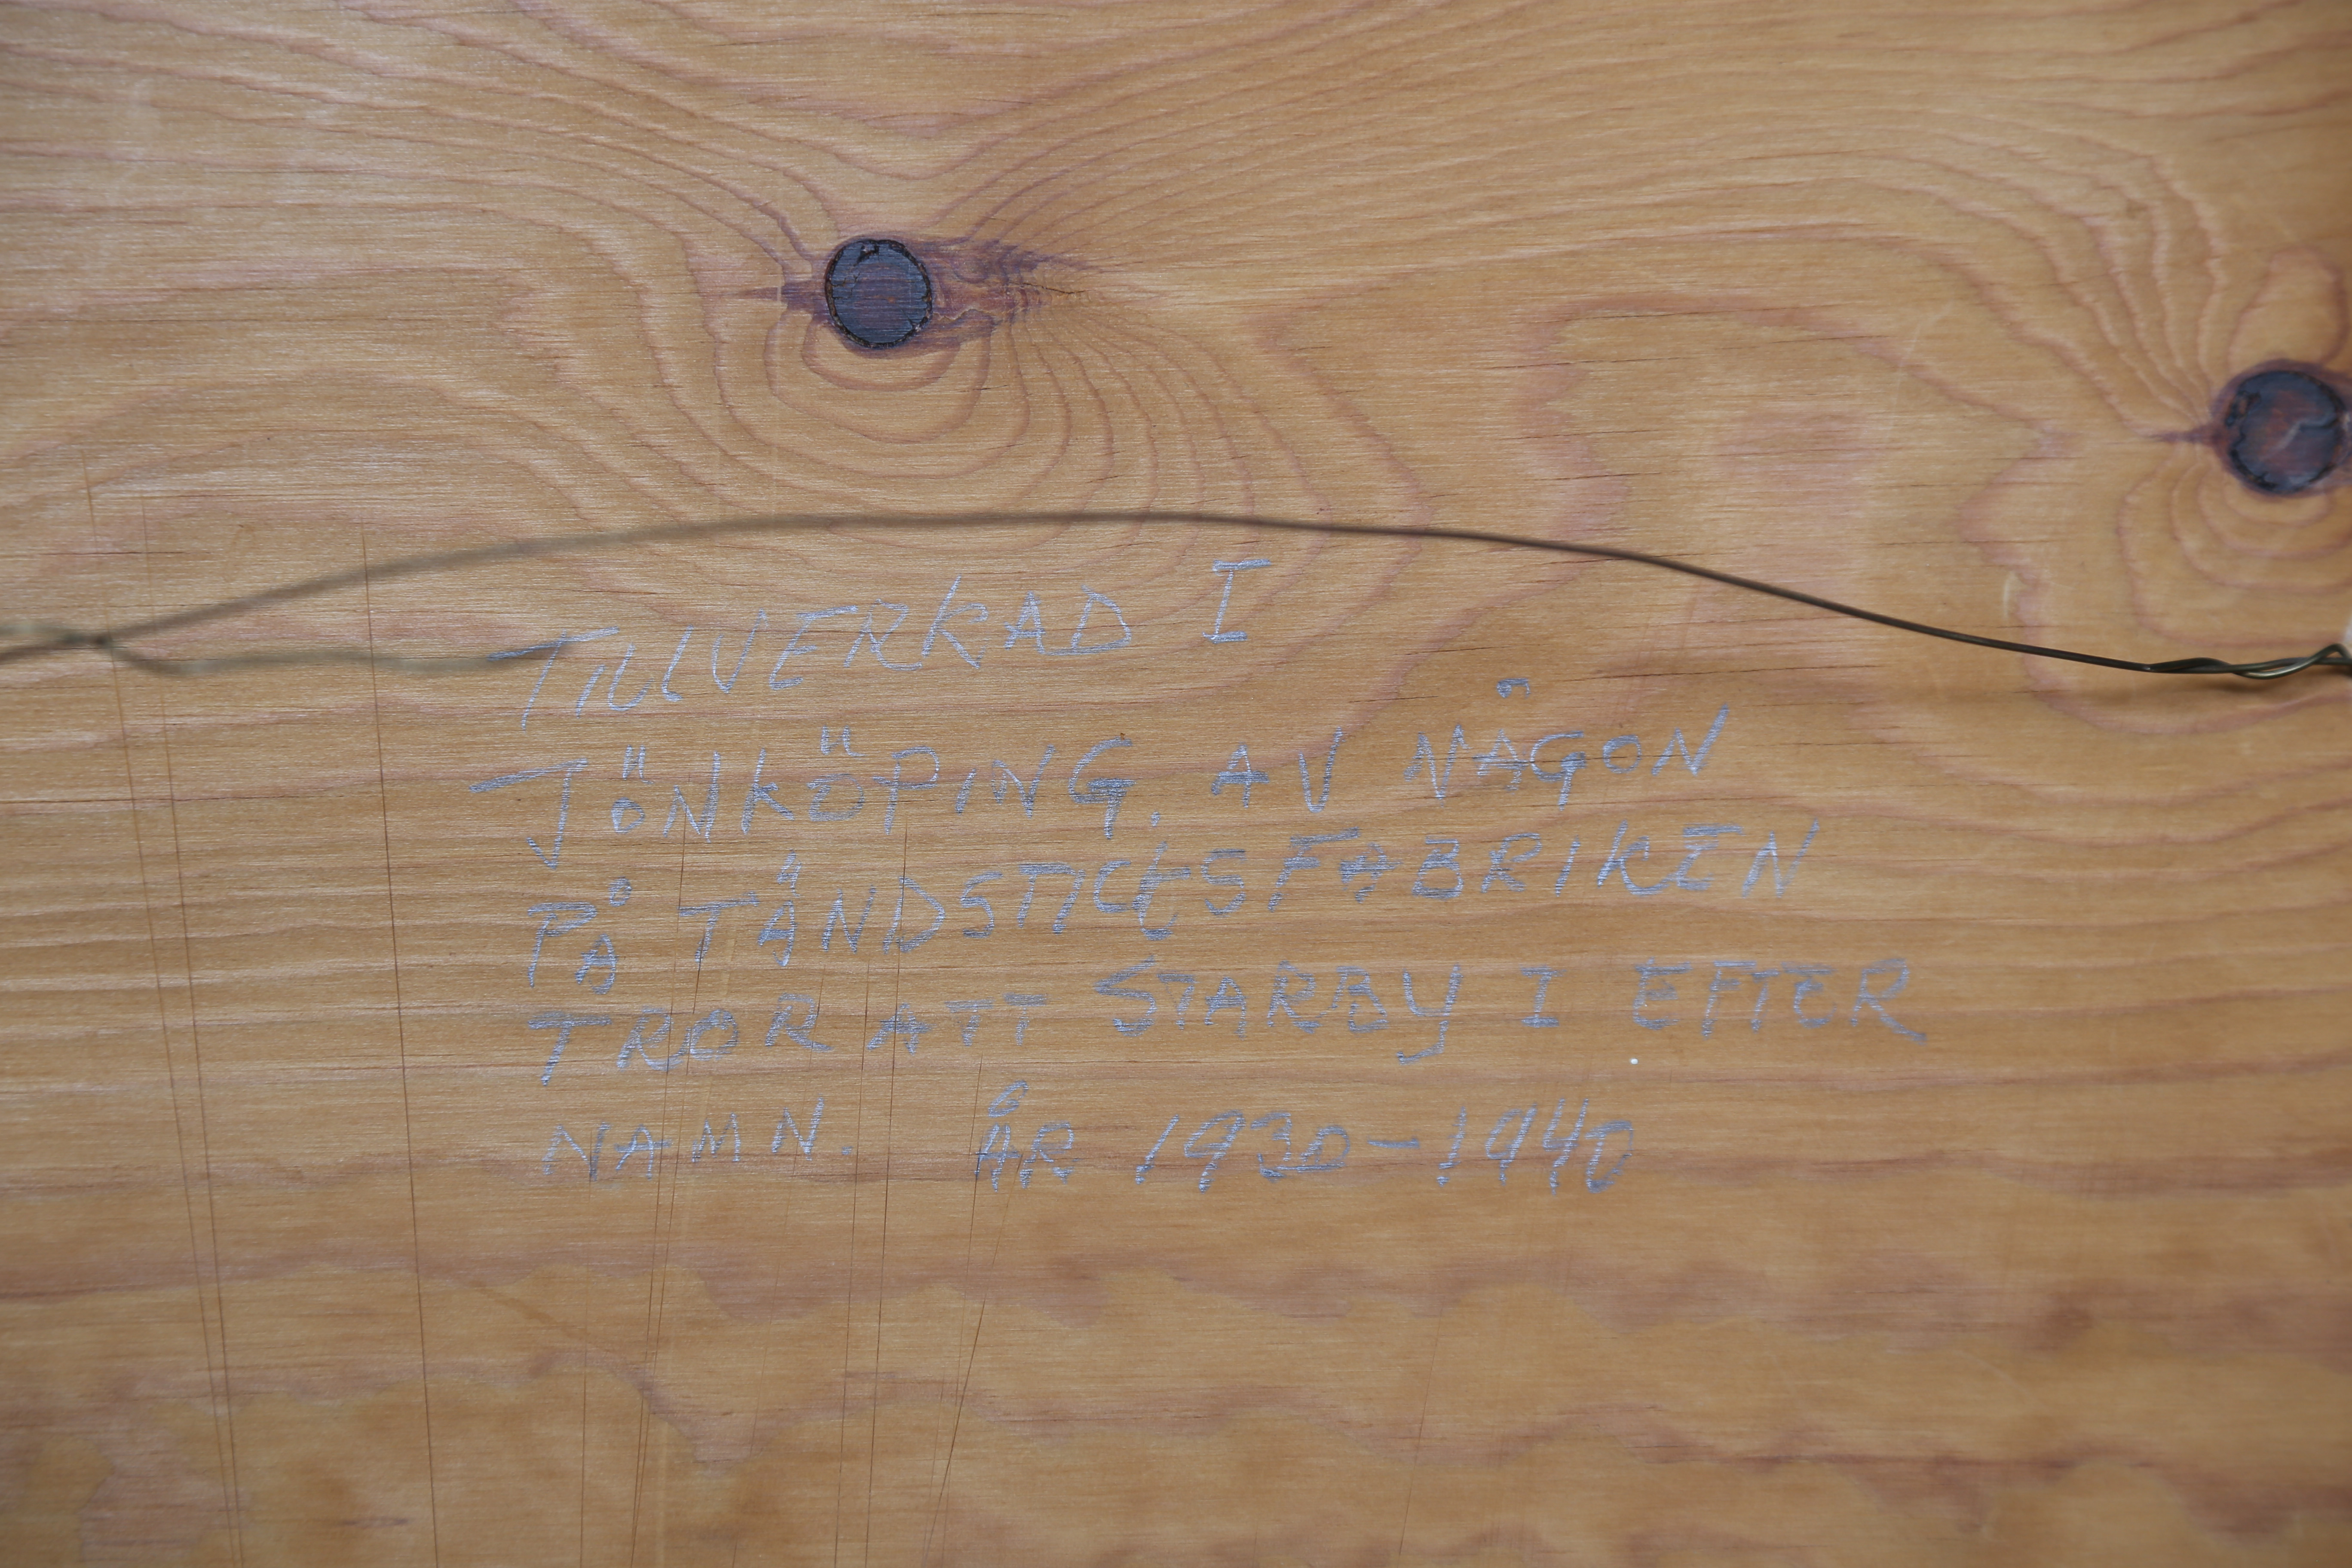 TILLVERKAD I
JÖNKÖPING. AV NÅGON
PÅ TÄNDSTICKSFABRIKEN
TROR ATT STARBY I EFTER
NAMN. ÅR 1930-1940